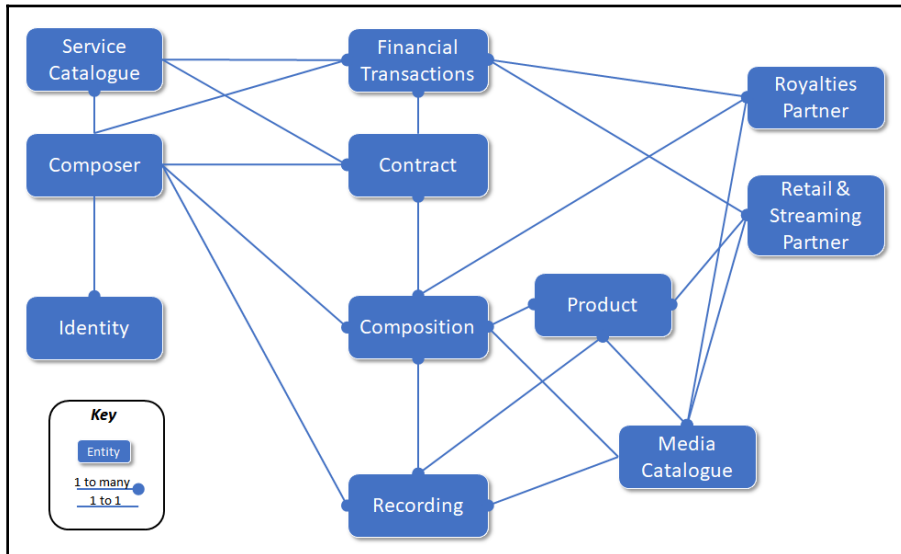 Service
Catalogue
Financial
Transactions
Royalties
Partner
Composer
Contract
Retail &
Streaming
Partner
Identity
Composition
Product
Key
Entity
1 to many
1 to 1
Recording
Media
Catalogue